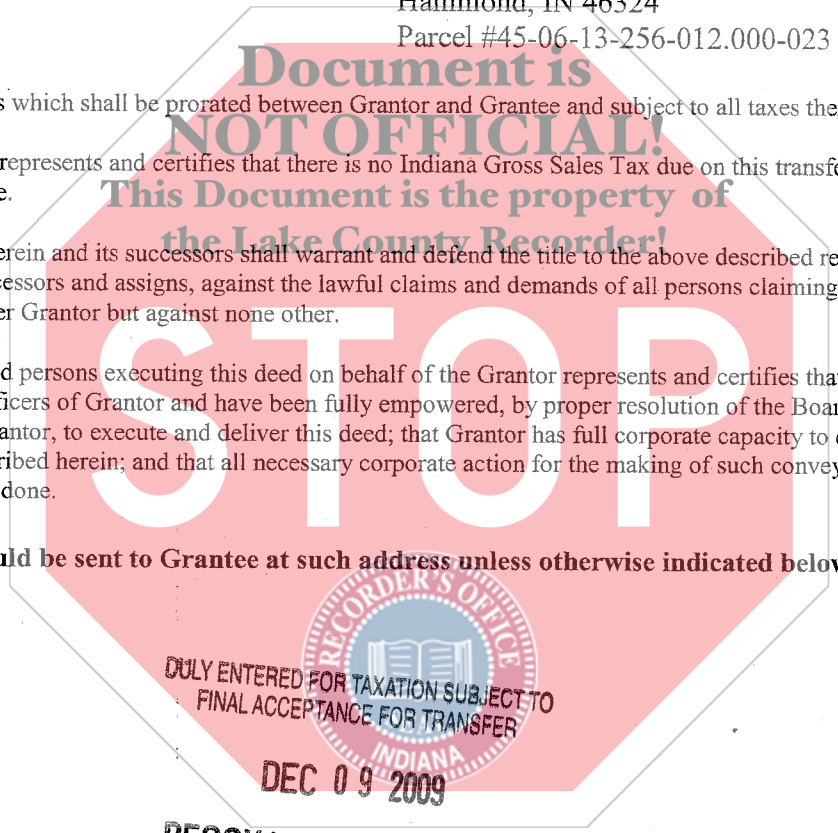 Hammond, IN 46324
Parcel #45-06-13-256-012.000-023
Document is
s which shall be prorated between Grantor and Grantee and subject to all taxes the
NOT OFFICIAL!
represents and certifies that there is no Indiana Gross Sales Tax due on this transfe
e.
This Document is the property of
the Lake County Recorder!
erein and its successors shall warrant and defend the title to the above described re
cessors and assigns, against the lawful claims and demands of all persons claiming
er Grantor but against none other.
STOP
d persons executing this deed on behalf of the Grantor represents and certifies tha
ficers of Grantor and have been fully empowered, by proper resolution of the Boar
antor, to execute and deliver this deed; that Grantor has full corporate capacity to
ribed herein; and that all necessary corporate action for the making of such convey
done.
uld be sent to Grantee at such address unless otherwise indicated below
RECORDER'S OFFICE
DULY ENTERED FOR TAXATION SUBJECT TO
FINAL ACCEPTANCE FOR TRANSFER
INDIANA
DEC 09 2009